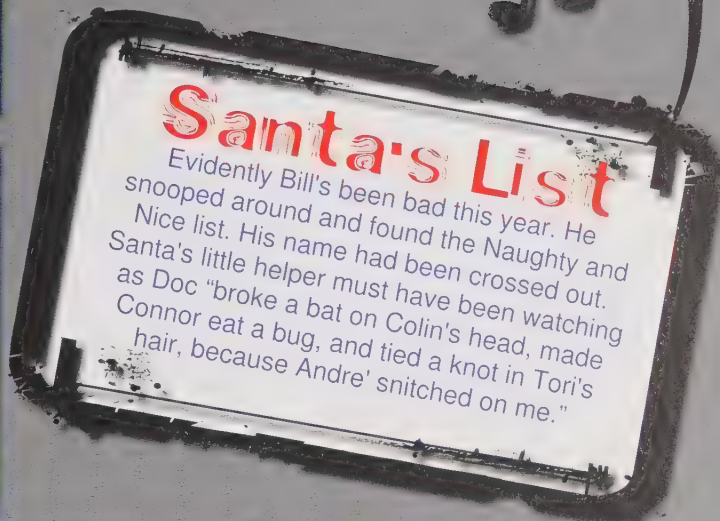 Santa's List
Evidently Bill's been bad this year. He
snooped around and found the Naughty and
Nice list. His name had been crossed out.
Santa's little helper must have been watching
as Doc “broke a bat on Colin's head, made
Connor eat a bug, and tied a knot in Tori's
hair, because Andre' snitched on me.”